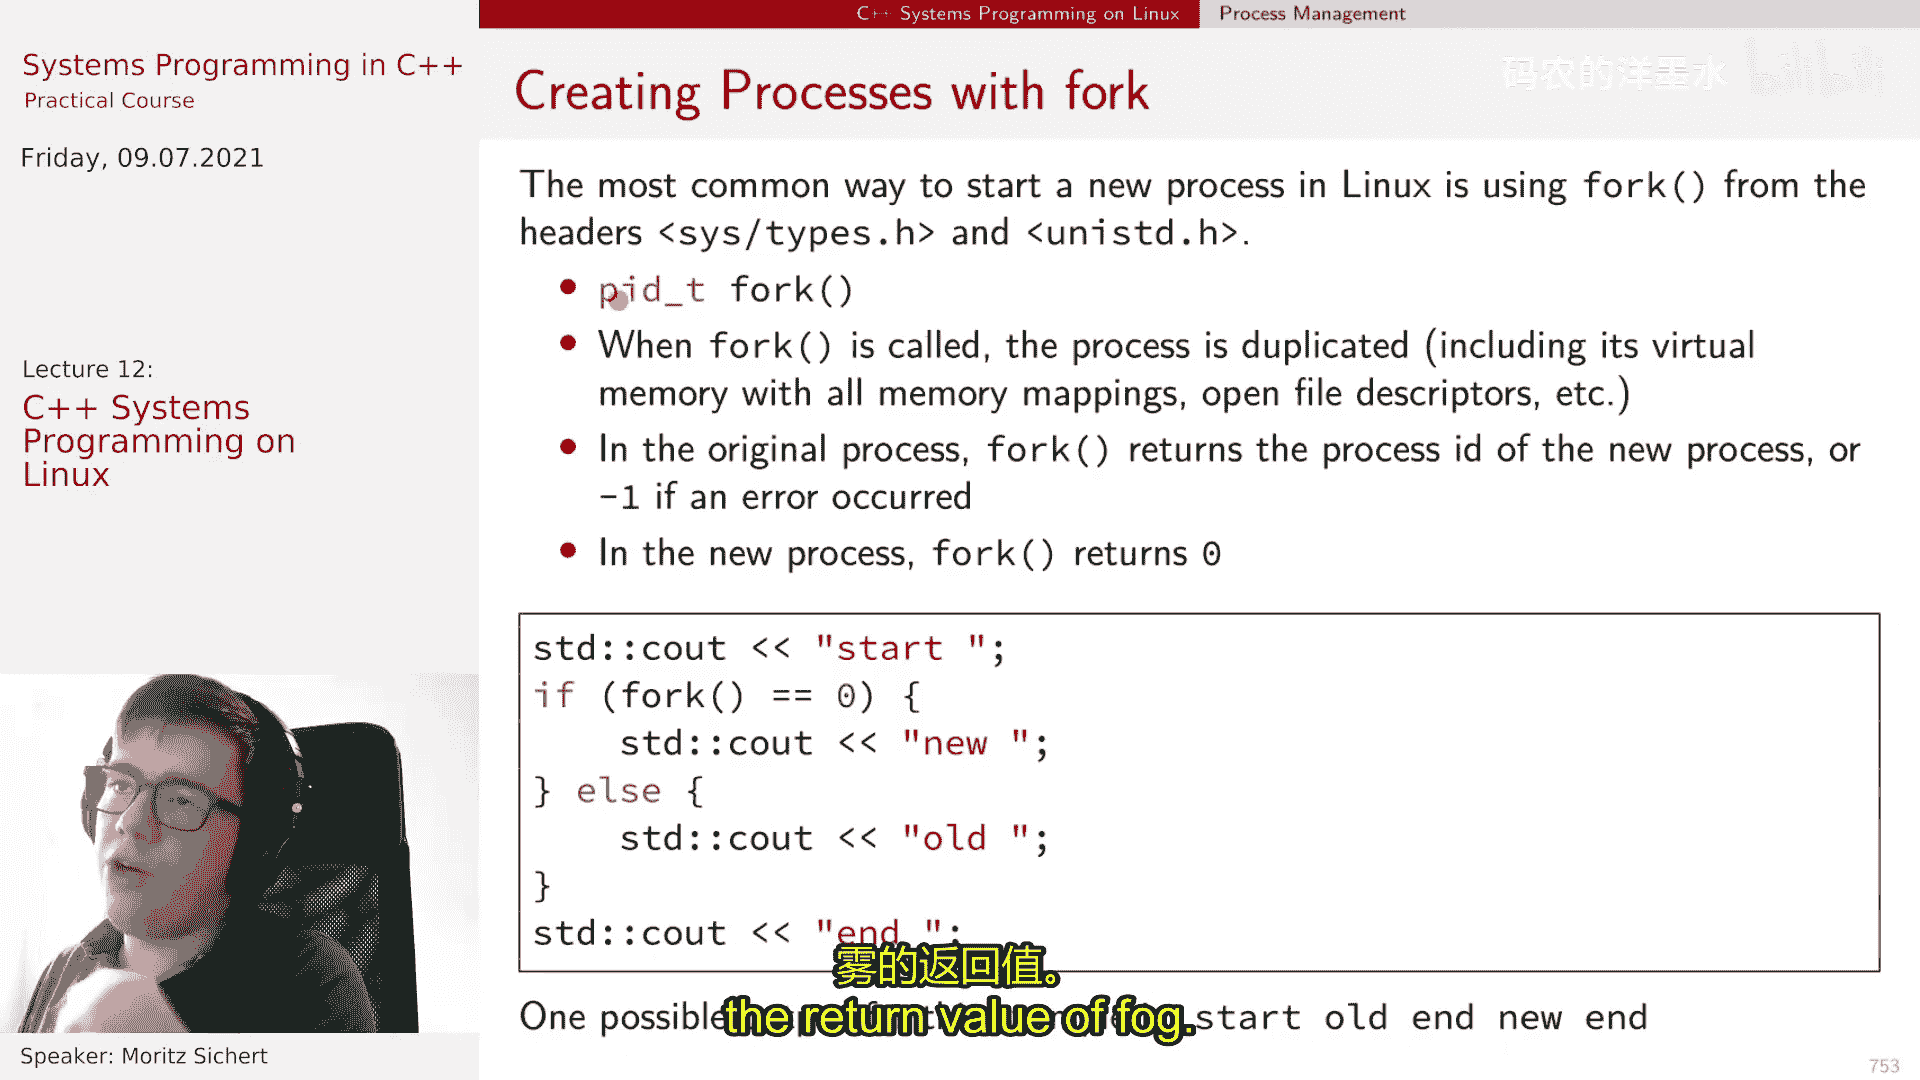 C++ Systems Programming on Linux
Process Management
Systems Programming in C++
Practical Course
Friday, 09.07.2021
Lecture 12:
C++ Systems
Programming on
Linux
Speaker: Moritz Sichert
码农的洋墨水
bilibili
Creating Processes with fork
The most common way to start a new process in Linux is using fork() from the
headers <sys/types.h> and <unistd.h>.
• pid_t fork()
• When fork() is called, the process is duplicated (including its virtual
memory with all memory mappings, open file descriptors, etc.)
• In the original process, fork() returns the process id of the new process, or
-1 if an error occurred
• In the new process, fork() returns 0
std::cout << "start ";
if (fork() == 0) {
std::cout << "new ";
} else {
std::cout << "old ";
}
std::cout << "end ";
雾的返回值。
the return value of fog.
One possible start old end new end
753